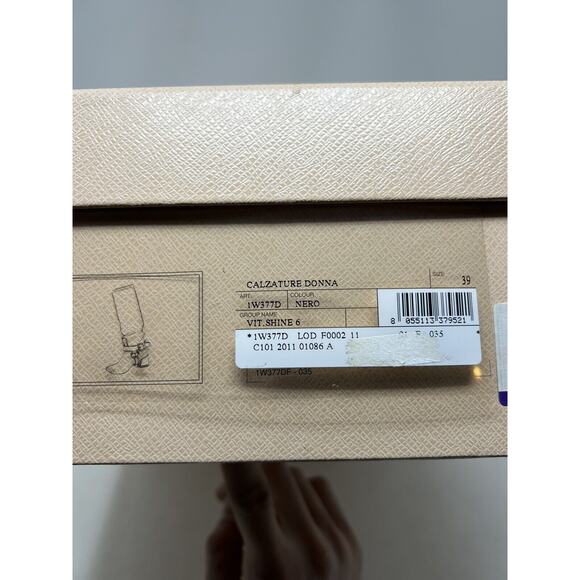 CALZATURE DONNA
SIZE
39
ART.
COLOUR
1W377D
NERO
GROUP NAME
VIT.SHINE 6
8 055113 379521
*1W377D LOD F0002 11
035
C101 2011 01086 A
1W377DF - 035